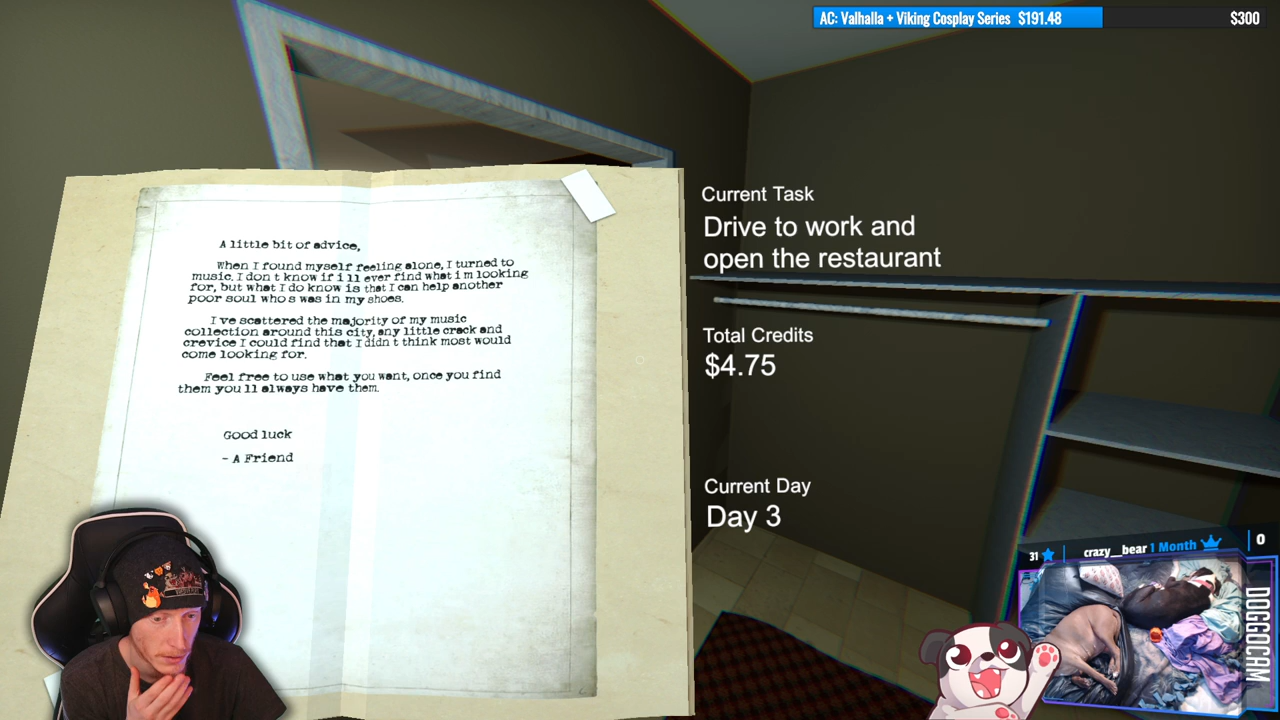 AC: Valhalla + Viking Cosplay Series $191.48
$300
A little bit of advice,
When I found myself feeling alone, I turned to
music. I don t know if i ll ever find what i m looking
for, but what I do know is that I can help another
poor soul who s was in my shoes.
I ve scattered the majority of my music
collection around this city, any little crack and
crevice I could find that I didn t think most would
come looking for.
Feel free to use what you want, once you find
them you ll always have them.
Good luck
- A Friend
Current Task
Drive to work and
open the restaurant
Total Credits
$4.75
Current Day
Day 3
31
crazy__bear 1 Month
0
DOGGOCAM